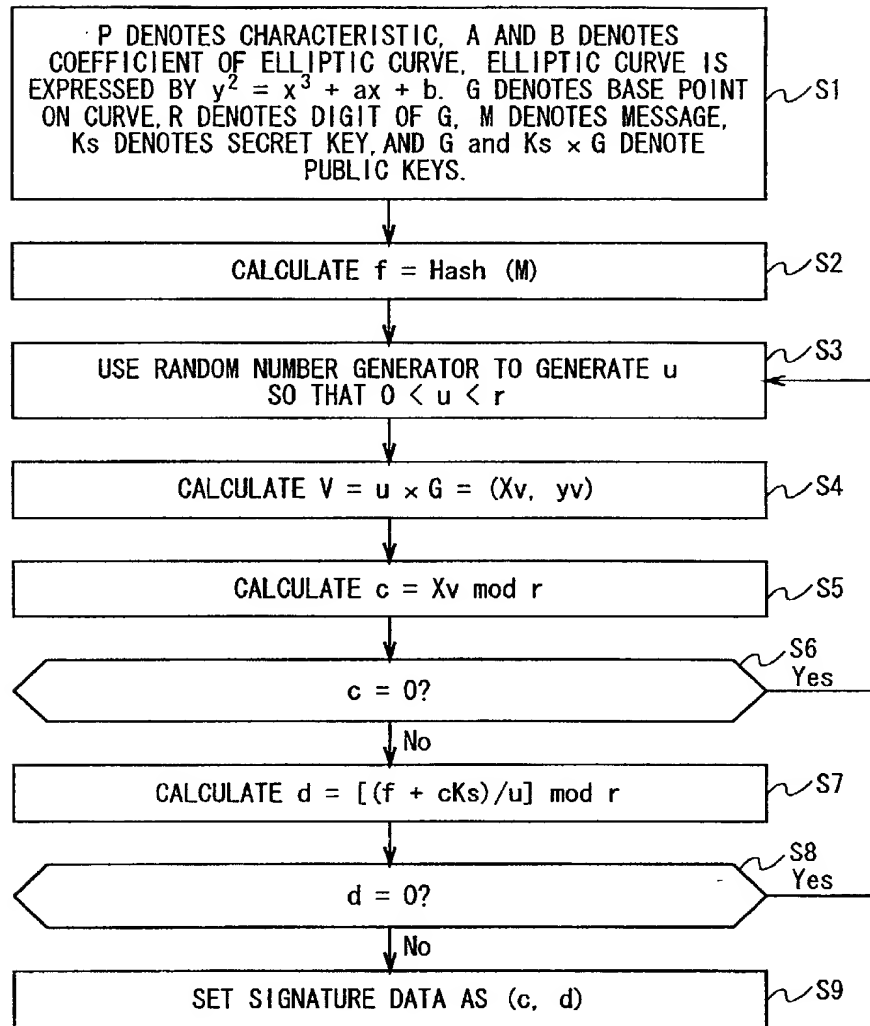 P DENOTES CHARACTERISTIC, A AND B DENOTES
COEFFICIENT OF ELLIPTIC CURVE, ELLIPTIC CURVE IS
EXPRESSED BY y² = x³ + ax + b. G DENOTES BASE POINT
ON CURVE, R DENOTES DIGIT OF G, M DENOTES MESSAGE,
Ks DENOTES SECRET KEY, AND G and Ks × G DENOTE
PUBLIC KEYS.
S1
CALCULATE f = Hash (M)
S2
USE RANDOM NUMBER GENERATOR TO GENERATE u
SO THAT 0 < u < r
S3
CALCULATE V = u × G = (Xv, yv)
S4
CALCULATE c = Xv mod r
S5
c = 0?
S6
Yes
No
CALCULATE d = [(f + cKs)/u] mod r
S7
d = 0?
S8
Yes
No
SET SIGNATURE DATA AS (c, d)
S9